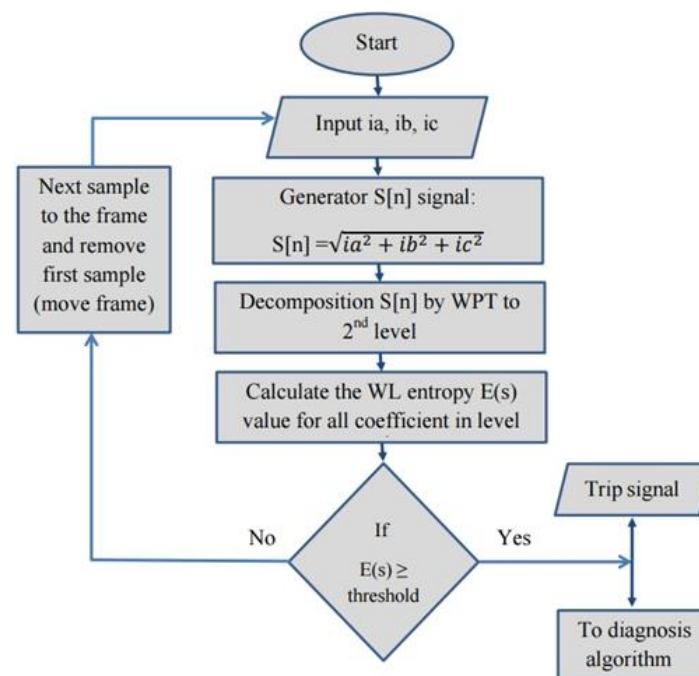 Start
Input ia, ib, ic
Generator S[n] signal:
S[n] =√ia² + ib² + ic²
Decomposition S[n] by WPT to
2nd level
Calculate the WL entropy E(s)
value for all coefficient in level
If
E(s) ≥
threshold
No
Yes
Next sample
to the frame
and remove
first sample
(move frame)
Trip signal
To diagnosis
algorithm